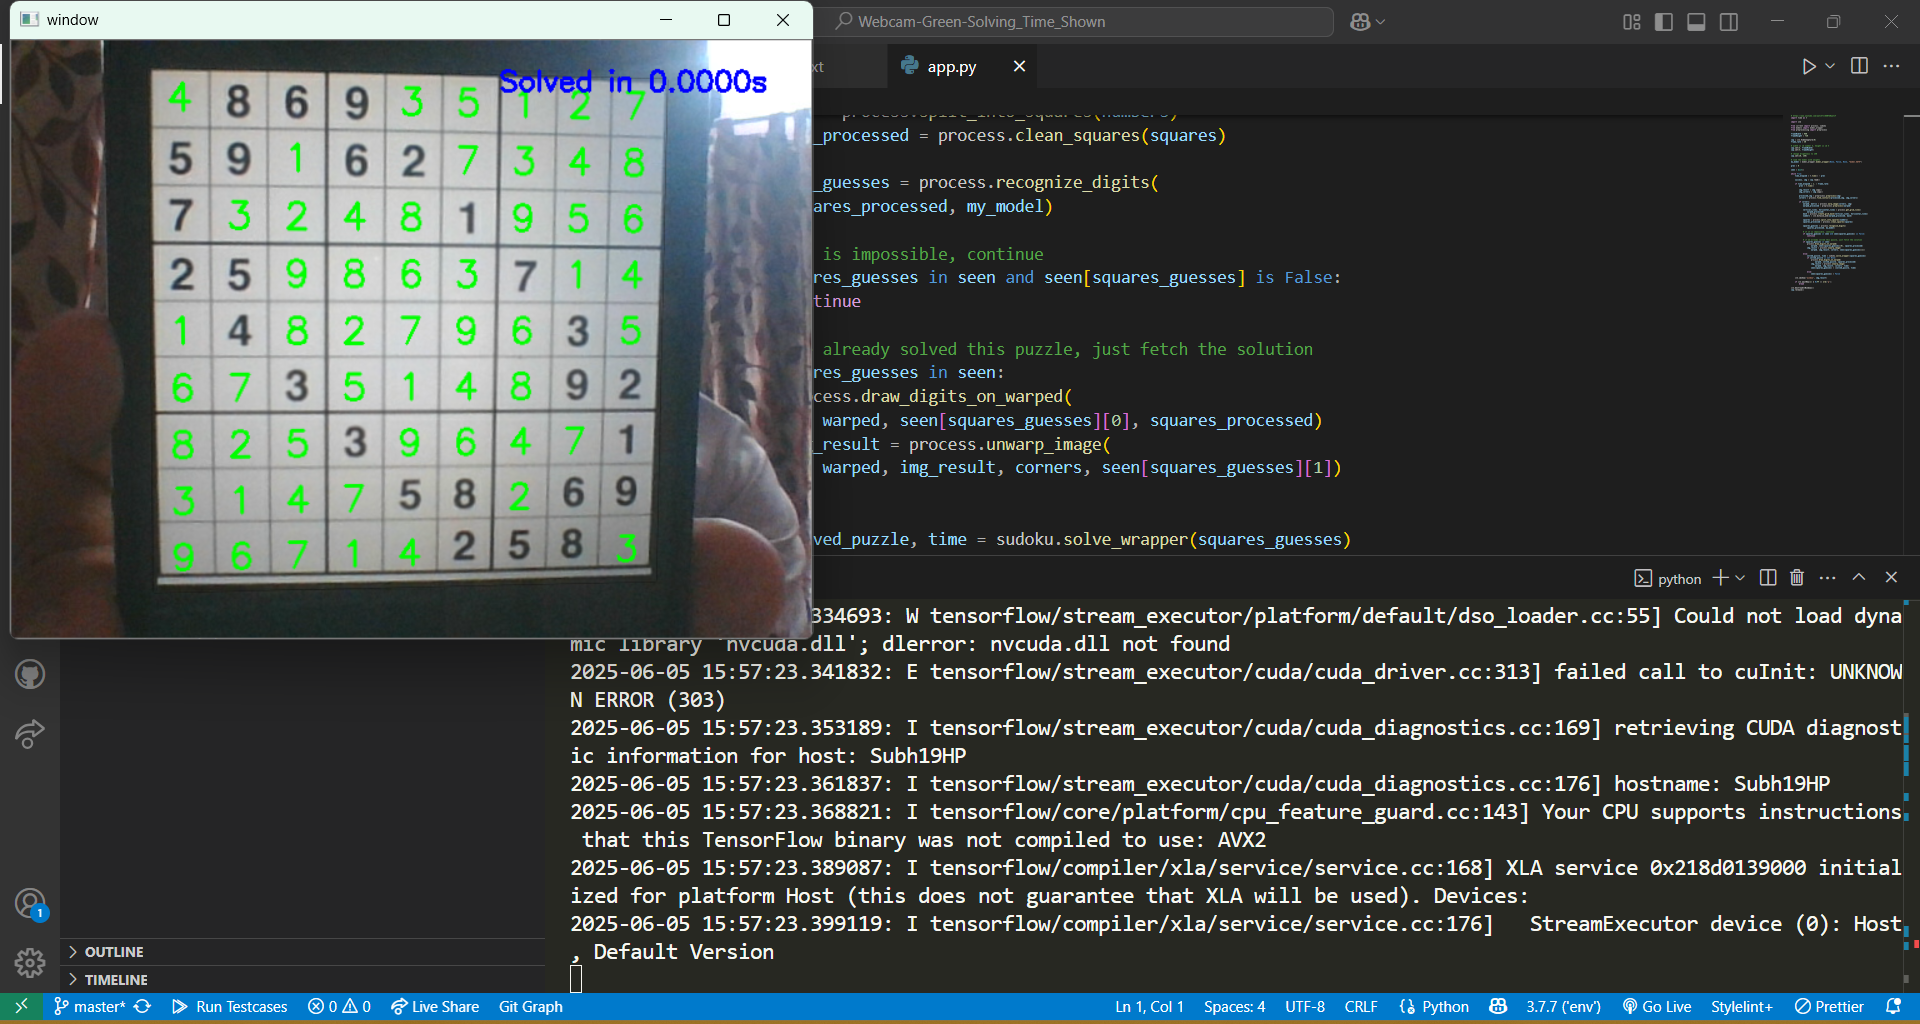 window
Webcam-Green-Solving_Time_Shown
xt
app.py
Solved in 0.0000s
4 8 6 9 3 5 1 2 7
5 9 1 6 2 7 3 4 8
7 3 2 4 8 1 9 5 6
2 5 9 8 6 3 7 1 4
1 4 8 2 7 9 6 3 5
6 7 3 5 1 4 8 9 2
8 2 5 3 9 6 4 7 1
3 1 4 7 5 8 2 6 9
9 6 7 1 4 2 5 8 3
_processed = process.clean_squares(squares)
_guesses = process.recognize_digits(
ares_processed, my_model)
is impossible, continue
res_guesses in seen and seen[squares_guesses] is False:
tinue
already solved this puzzle, just fetch the solution
res_guesses in seen:
cess.draw_digits_on_warped(
warped, seen[squares_guesses][0], squares_processed)
_result = process.unwarp_image(
warped, img_result, corners, seen[squares_guesses][1])
ved_puzzle, time = sudoku.solve_wrapper(squares_guesses)
python
334693: W tensorflow/stream_executor/platform/default/dso_loader.cc:55] Could not load dyna
mic library 'nvcuda.dll'; dlerror: nvcuda.dll not found
2025-06-05 15:57:23.341832: E tensorflow/stream_executor/cuda/cuda_driver.cc:313] failed call to cuInit: UNKNOW
N ERROR (303)
2025-06-05 15:57:23.353189: I tensorflow/stream_executor/cuda/cuda_diagnostics.cc:169] retrieving CUDA diagnost
ic information for host: Subh19HP
2025-06-05 15:57:23.361837: I tensorflow/stream_executor/cuda/cuda_diagnostics.cc:176] hostname: Subh19HP
2025-06-05 15:57:23.368821: I tensorflow/core/platform/cpu_feature_guard.cc:143] Your CPU supports instructions
that this TensorFlow binary was not compiled to use: AVX2
2025-06-05 15:57:23.389087: I tensorflow/compiler/xla/service/service.cc:168] XLA service 0x218d0139000 initial
ized for platform Host (this does not guarantee that XLA will be used). Devices:
2025-06-05 15:57:23.399119: I tensorflow/compiler/xla/service/service.cc:176]   StreamExecutor device (0): Host
, Default Version
1
OUTLINE
TIMELINE
master* Run Testcases 0 0 Live Share Git Graph Ln 1, Col 1 Spaces: 4 UTF-8 CRLF Python 3.7.7 ('env') Go Live Stylelint+ Prettier